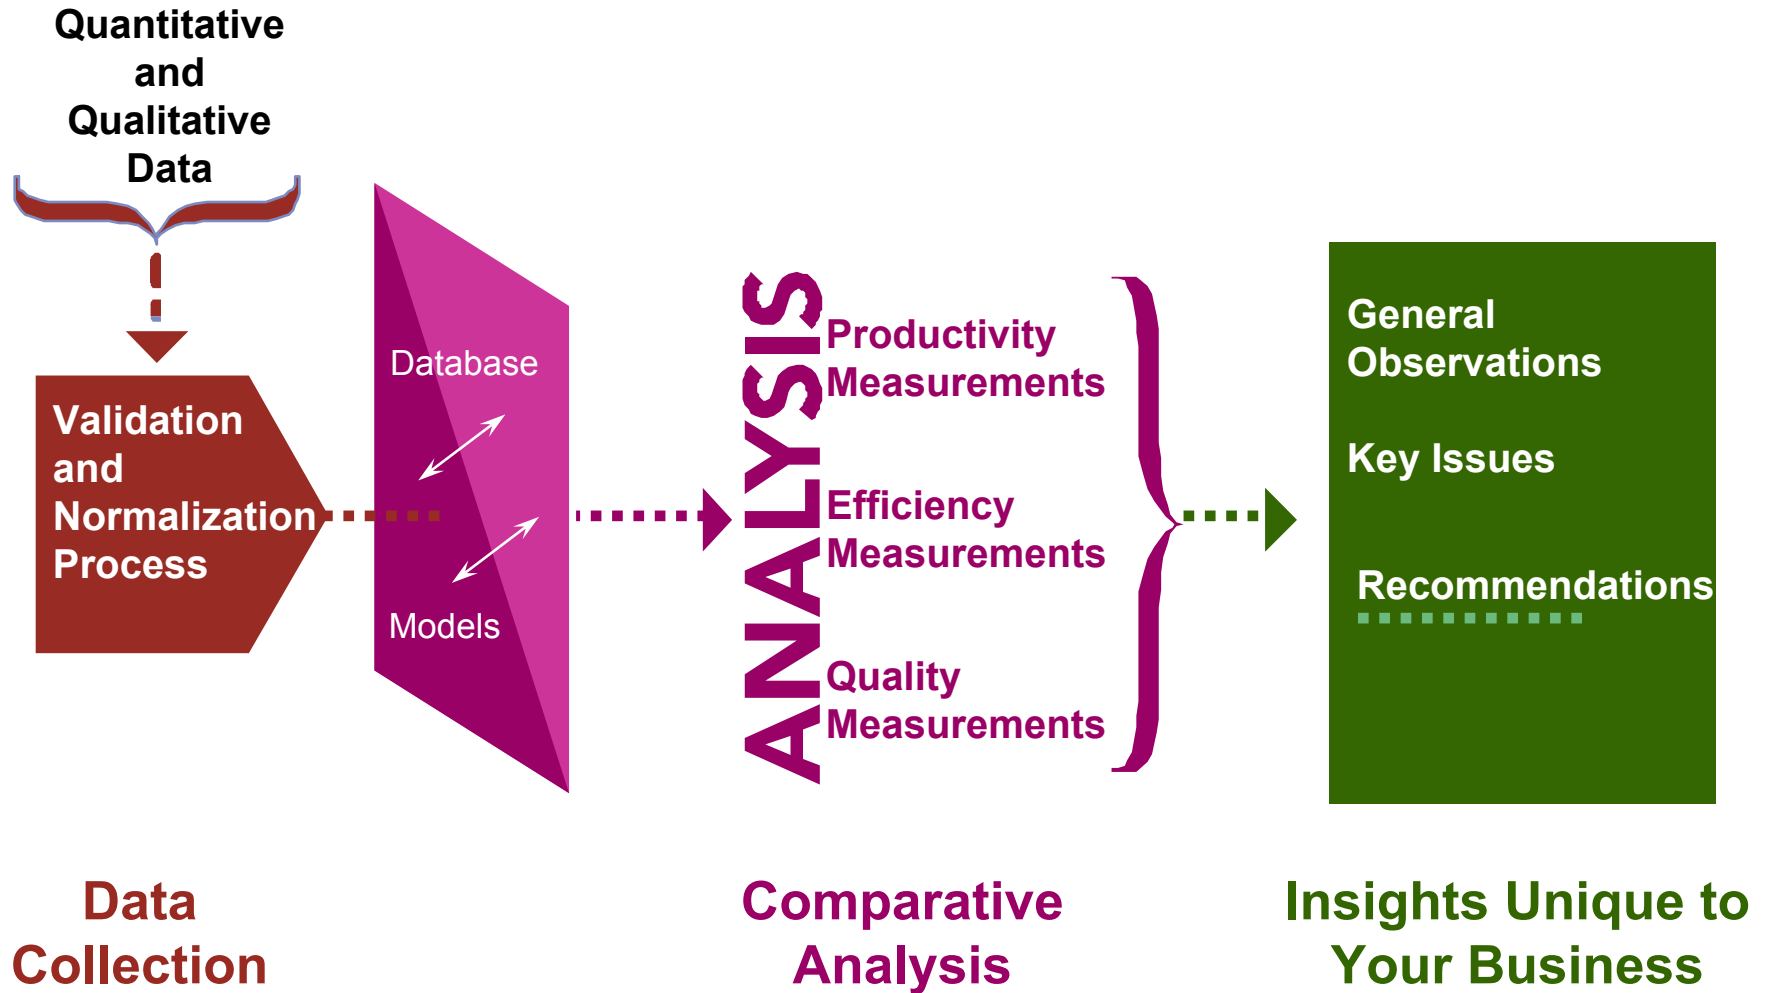 Quantitative
and
Qualitative
Data
Validation
and
Normalization
Process
Database
Models
ANALYSIS
Productivity
Measurements
Efficiency
Measurements
Quality
Measurements
General
Observations
Key Issues
Recommendations
Data
Collection
Comparative
Analysis
Insights Unique to
Your Business